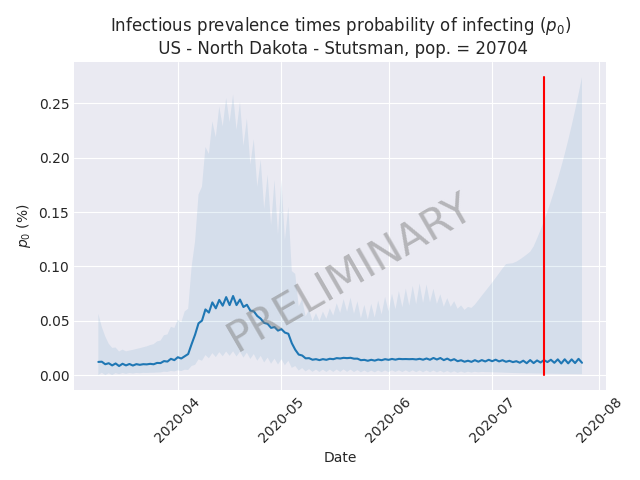 Infectious prevalence times probability of infecting (p₀)
US - North Dakota - Stutsman, pop. = 20704
0.25
0.20
0.15
0.10
0.05
0.00
p₀ (%)
PRELIMINARY
2020-04
2020-05
2020-06
2020-07
2020-08
Date